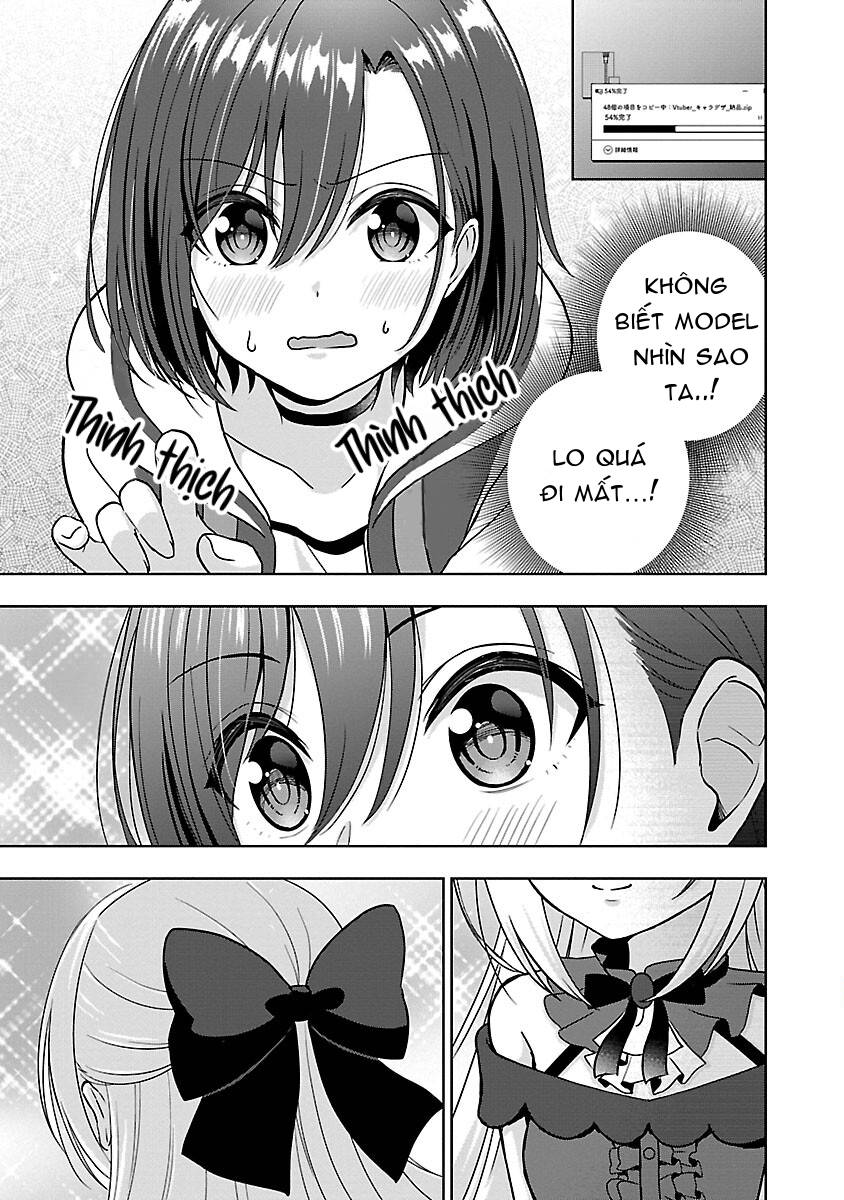 54%完了
48個の項目をコピー中:Vtuber_キャラデザ_納品.zip
54%完了
詳細情報
KHÔNG
BIẾT MODEL
NHÌN SAO
TA..!
LO QUÁ
ĐI MẤT...!
Thình thịch
Thình thịch